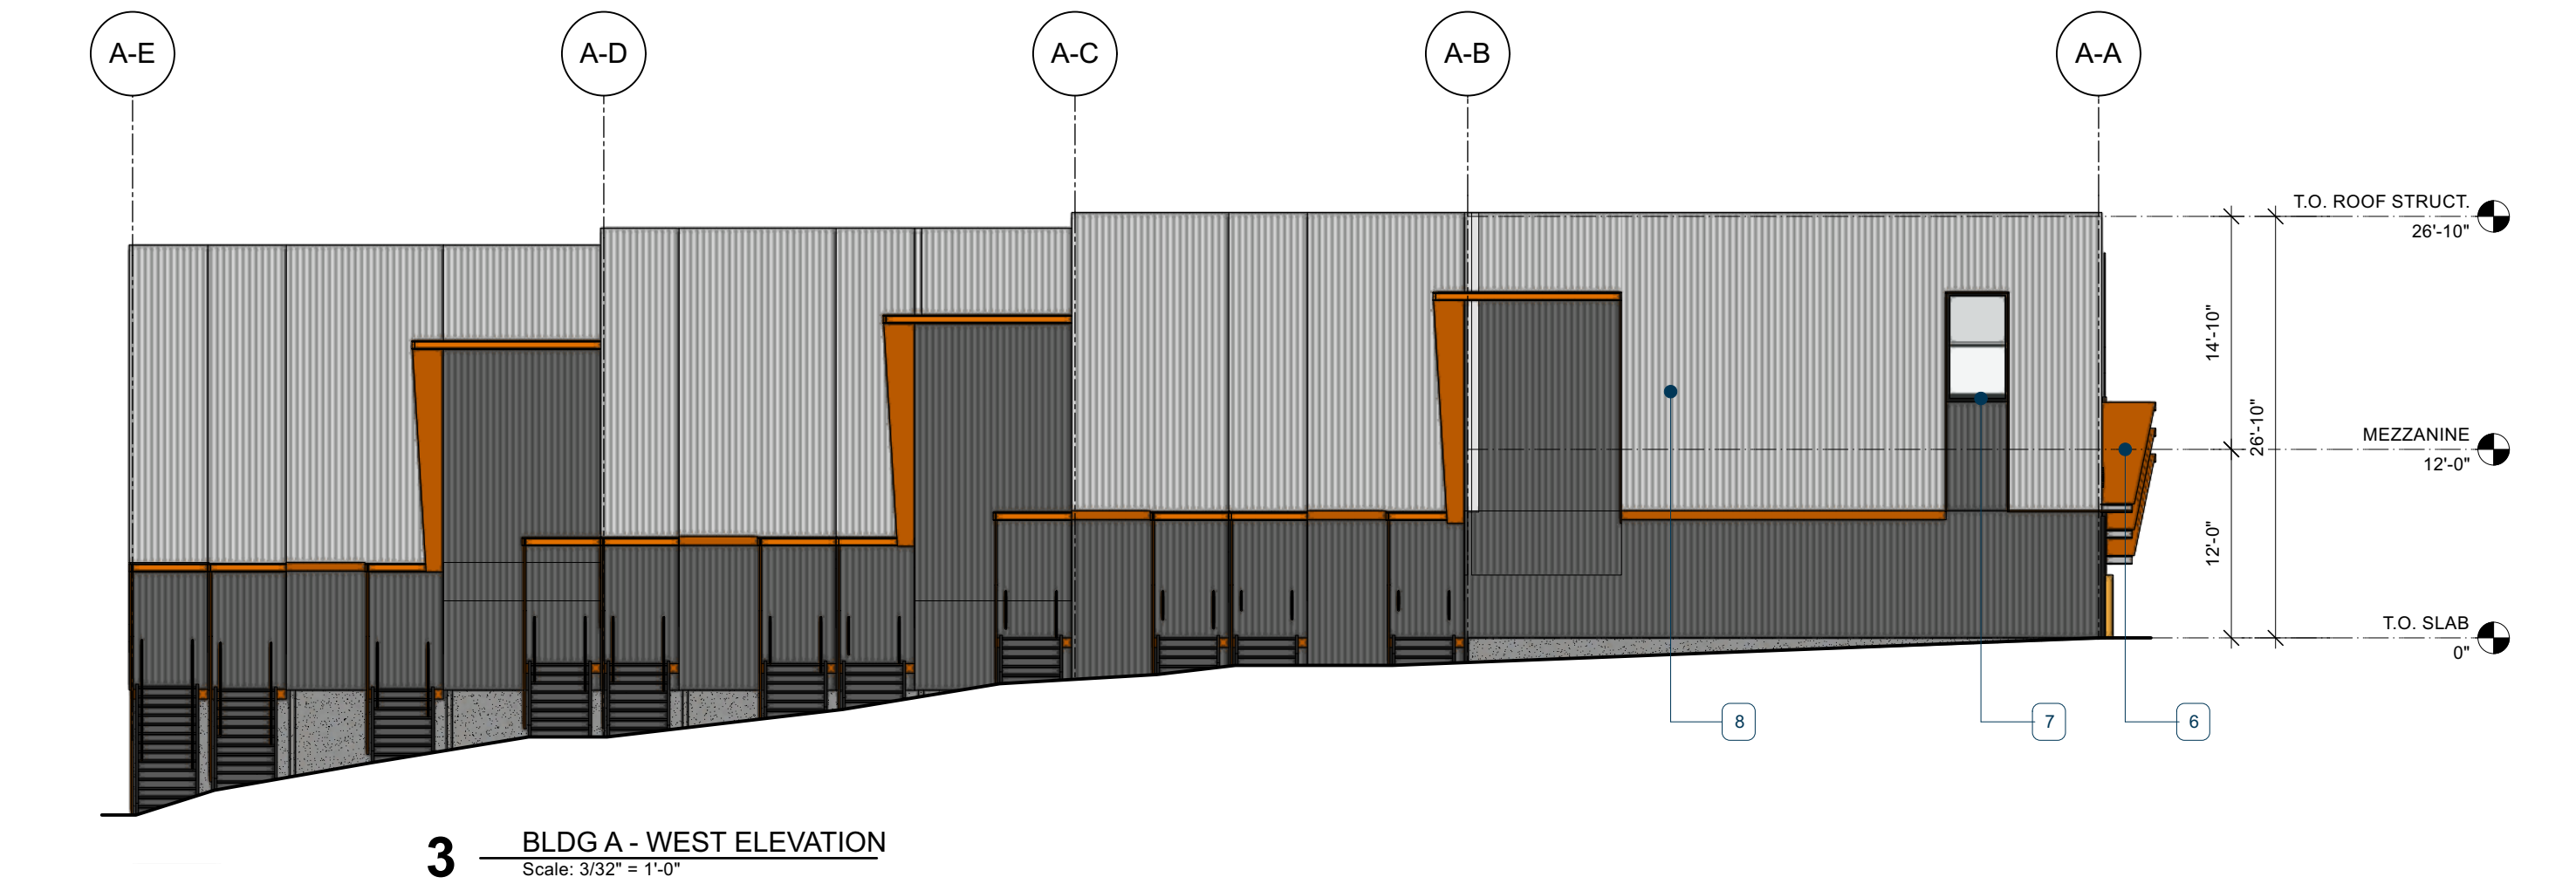 A-E
A-D
A-C
A-B
A-A
T.O. ROOF STRUCT.
26'-10"
14'-10"
26'-10"
MEZZANINE
12'-0"
12'-0"
T.O. SLAB
0"
8
7
6
3
BLDG A - WEST ELEVATION
Scale: 3/32" = 1'-0"